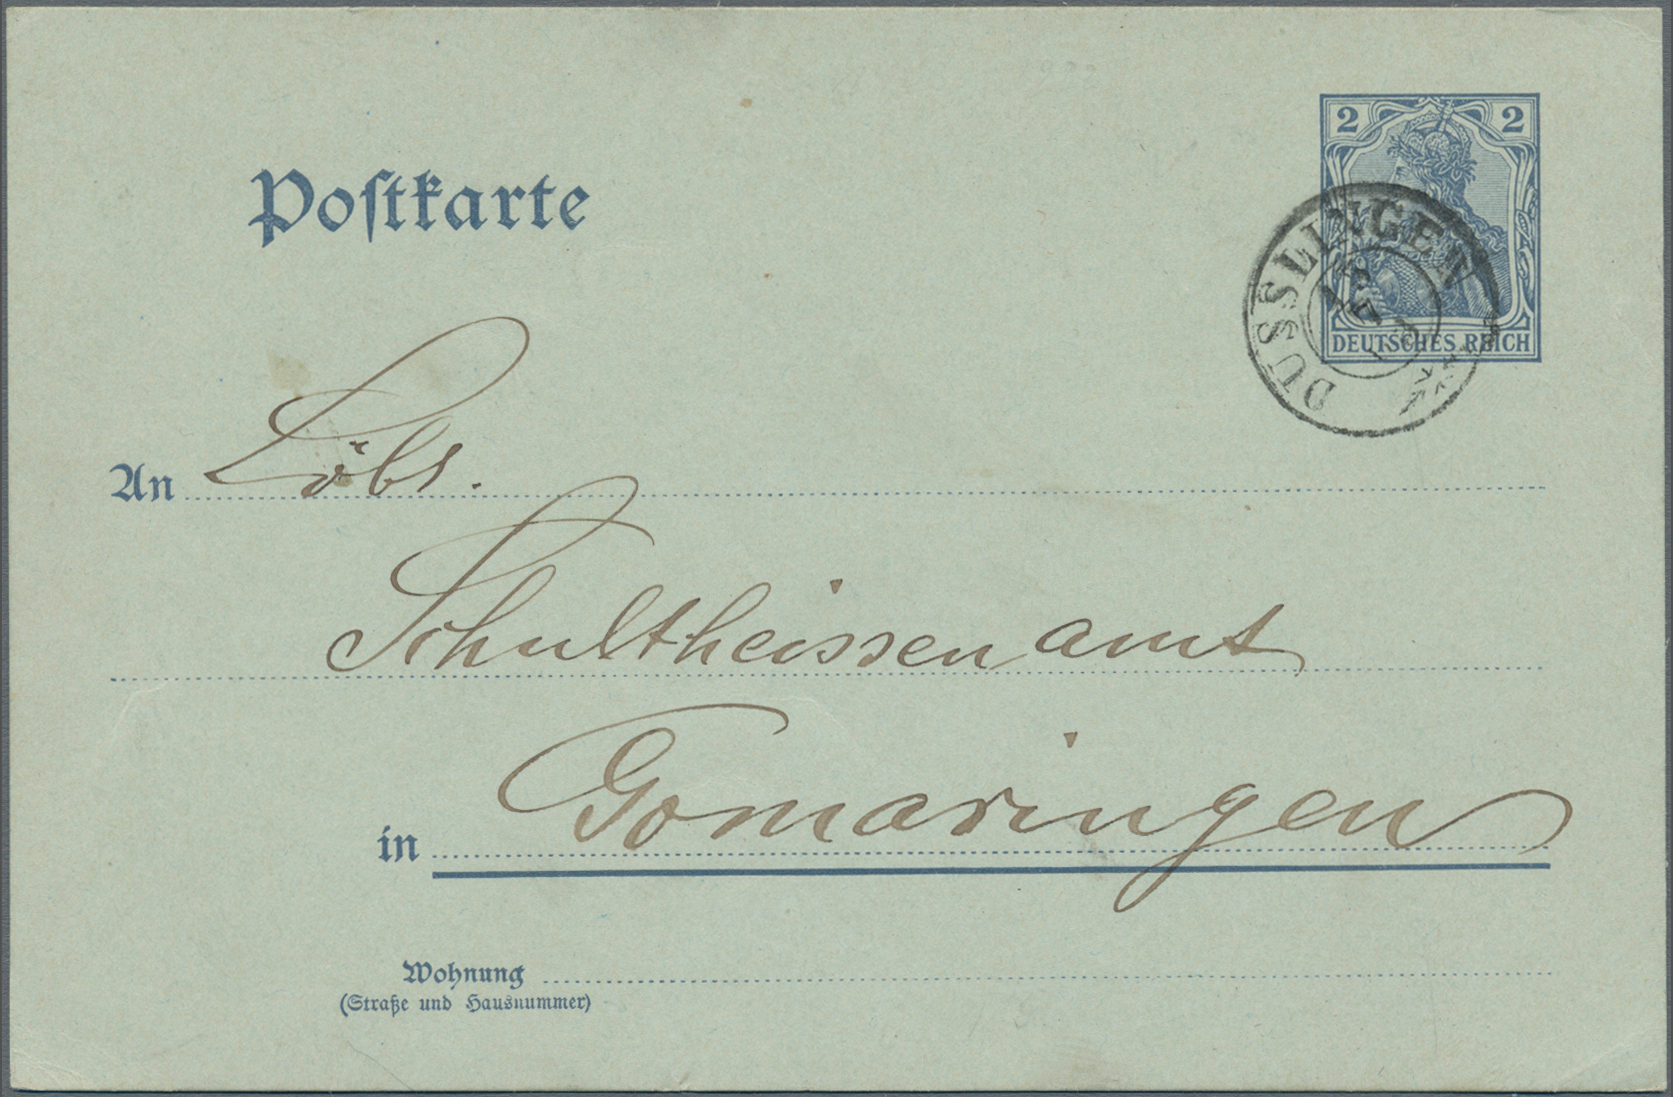 Postkarte
2 2
DEUTSCHES REICH
DUSSLINGEN
An Löbl.
Schultheissenamt
in Gomaringen
Wohnung
(Straße und Hausnummer)